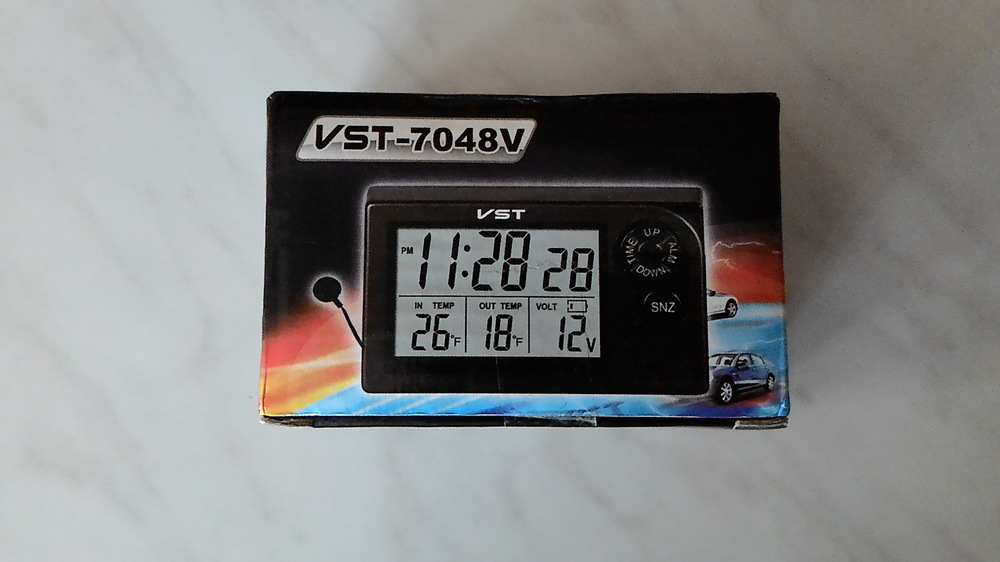 VST-7048V
VST
PM 11:28 28
IN TEMP OUT TEMP VOLT
26°F 18°F 12V
UP
TIME ALM
DOWN
SNZ